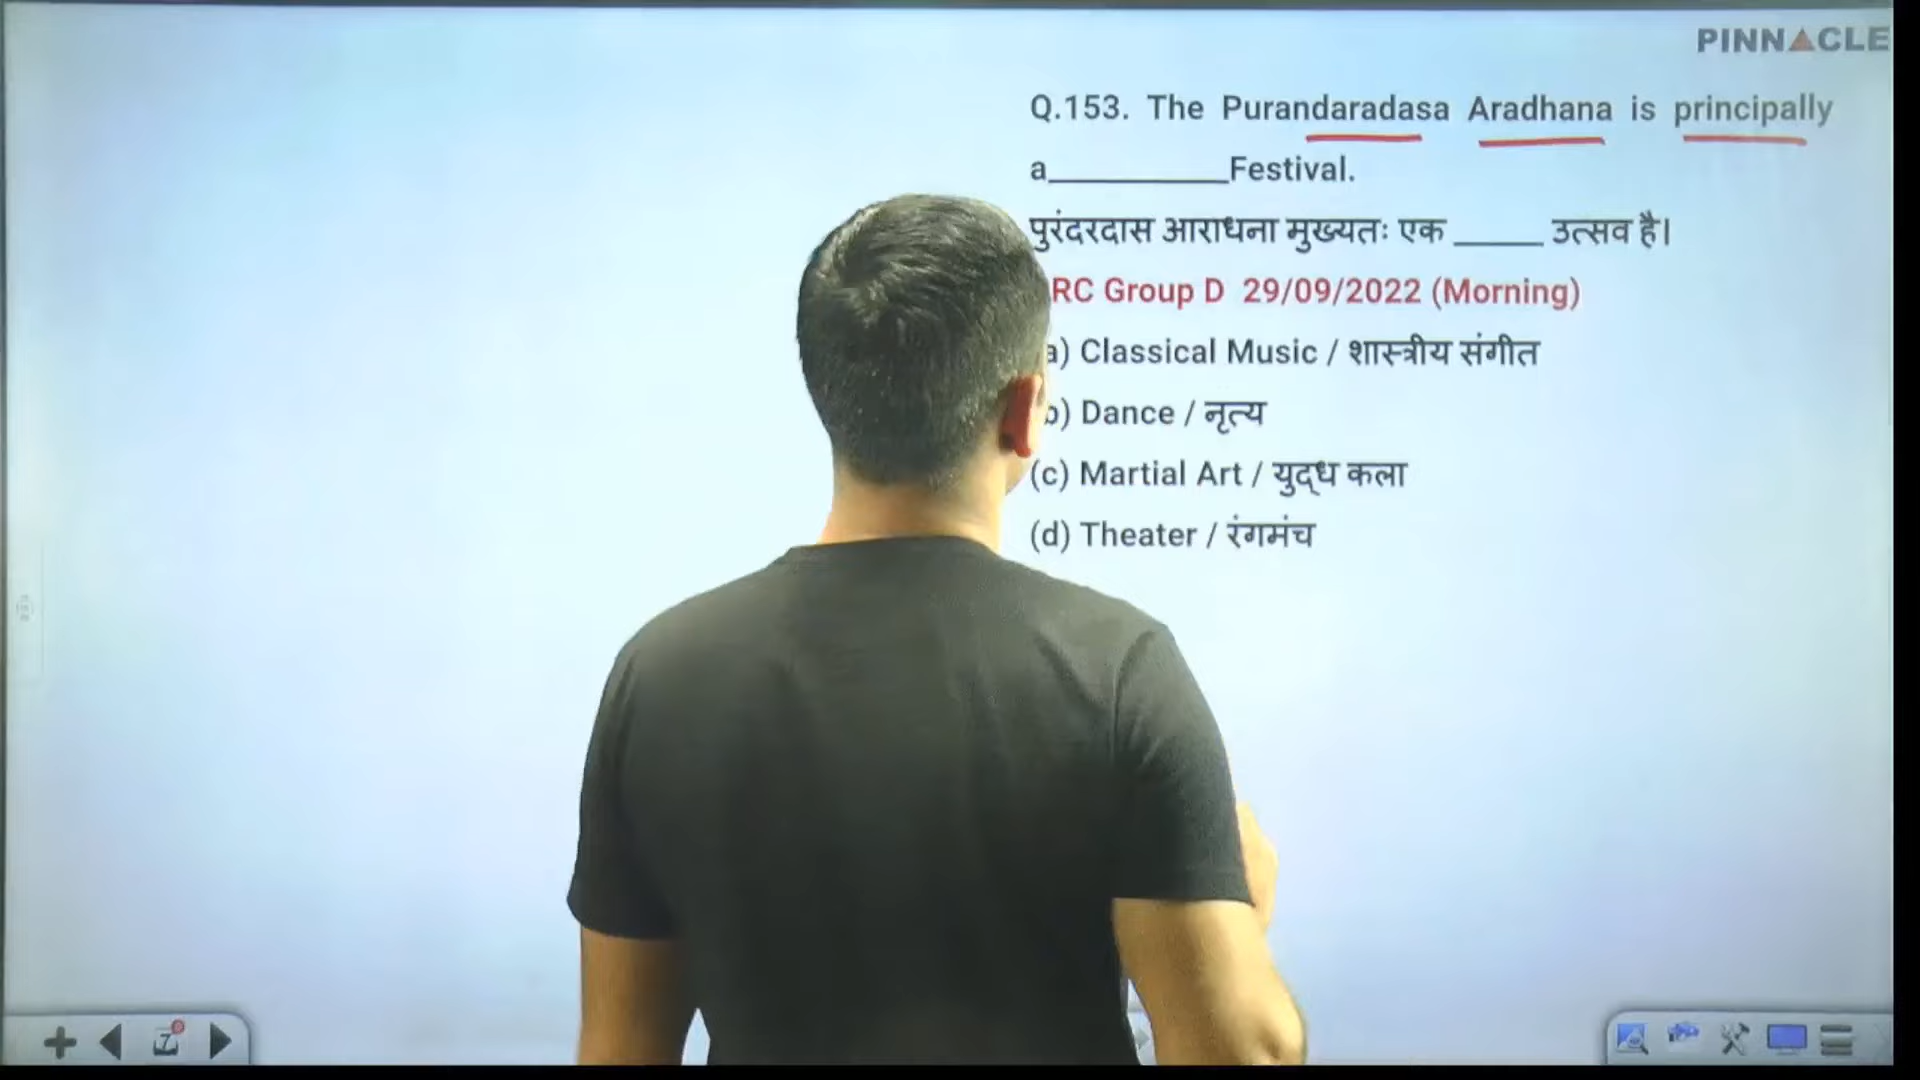 PINNACLE
Q.153. The Purandaradasa Aradhana is principally
a__________Festival.
पुरंदरदास आराधना मुख्यतः एक _____ उत्सव है।
RC Group D 29/09/2022 (Morning)
a) Classical Music / शास्त्रीय संगीत
b) Dance / नृत्य
(c) Martial Art / युद्ध कला
(d) Theater / रंगमंच
7